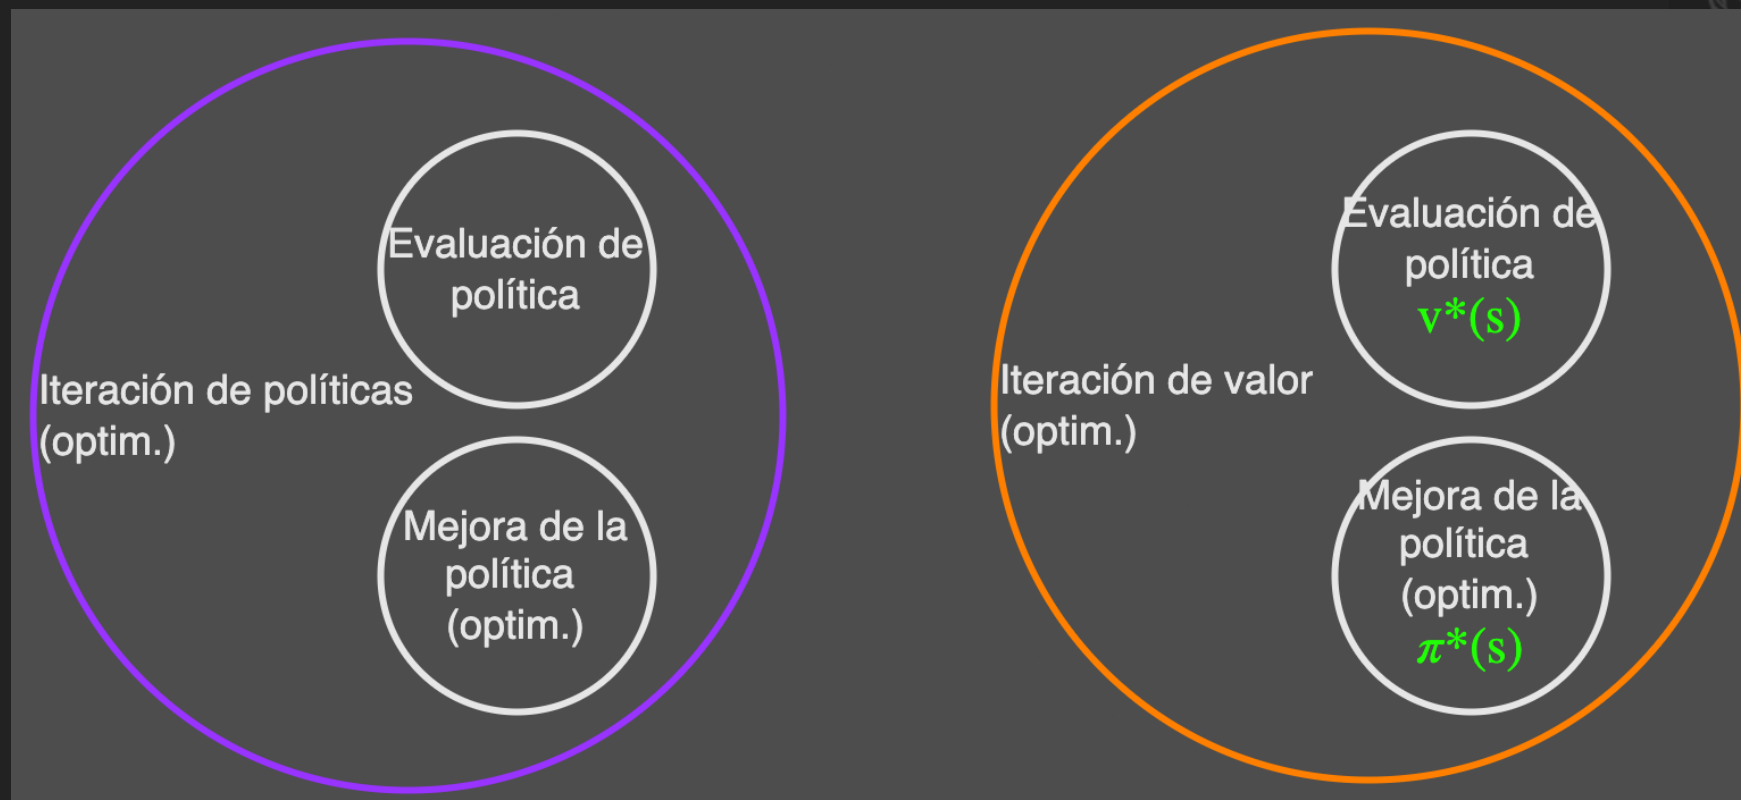 Evaluación de
política
Iteración de políticas
(optim.)
Mejora de la
política
(optim.)
Evaluación de
política
v*(s)
Iteración de valor
(optim.)
Mejora de la
política
(optim.)
π*(s)